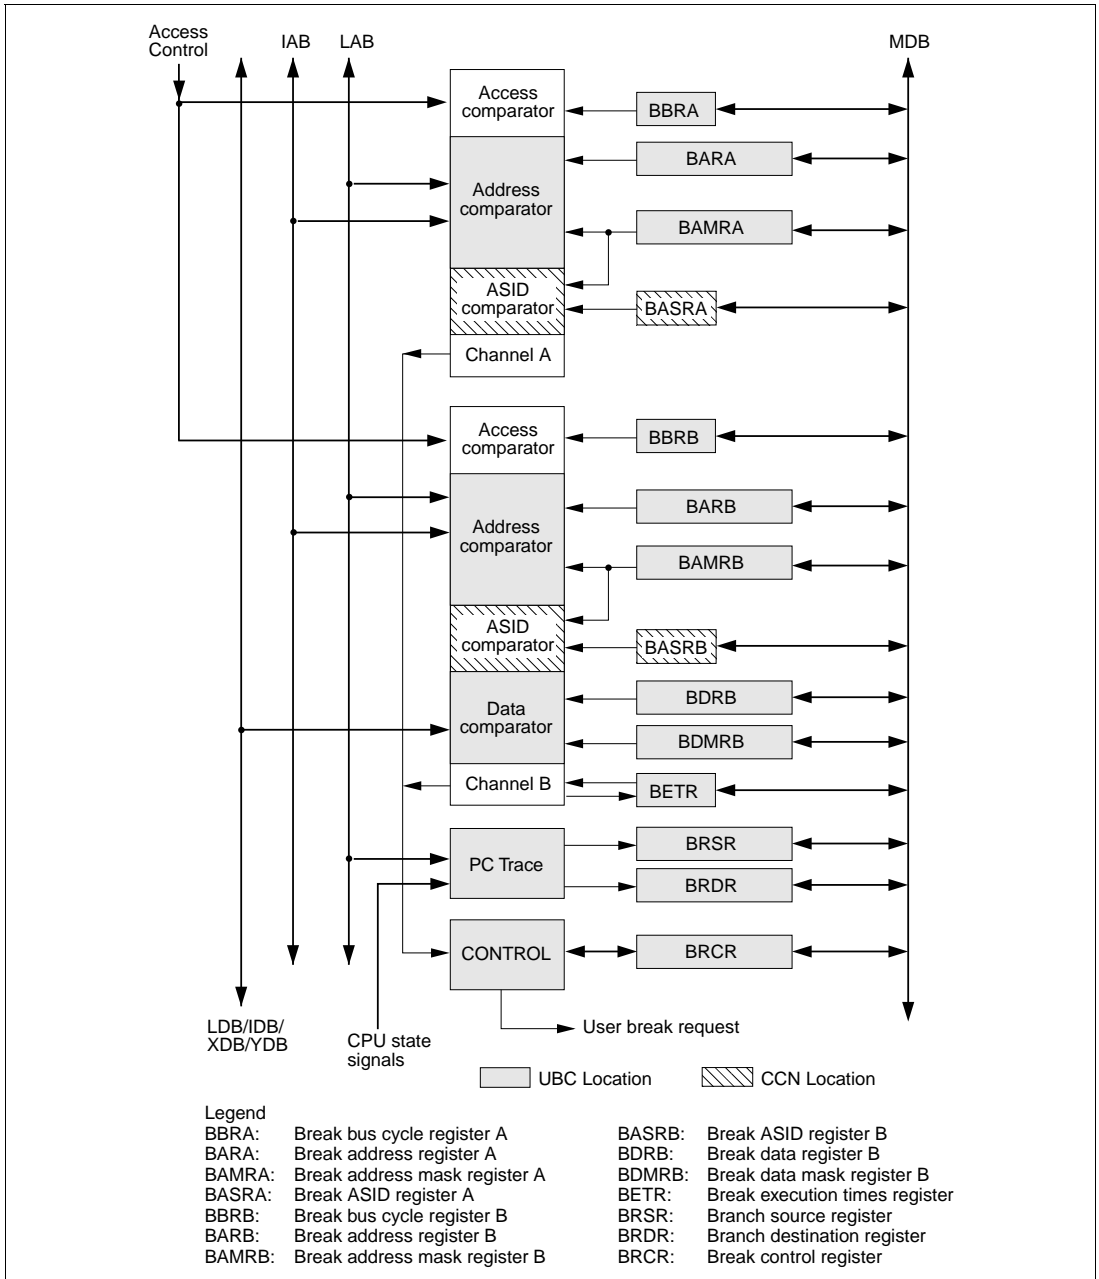 Access
Control
IAB
LAB
MDB
Access
comparator
BBRA
BARA
Address
comparator
BAMRA
ASID
comparator
BASRA
Channel A
Access
comparator
BBRB
BARB
Address
comparator
BAMRB
ASID
comparator
BASRB
BDRB
Data
comparator
BDMRB
Channel B
BETR
BRSR
PC Trace
BRDR
CONTROL
BRCR
LDB/IDB/
XDB/YDB
CPU state
signals
User break request
UBC Location
CCN Location
Legend
BBRA: Break bus cycle register A
BARA: Break address register A
BAMRA: Break address mask register A
BASRA: Break ASID register A
BBRB: Break bus cycle register B
BARB: Break address register B
BAMRB: Break address mask register B
BASRB: Break ASID register B
BDRB: Break data register B
BDMRB: Break data mask register B
BETR: Break execution times register
BRSR: Branch source register
BRDR: Branch destination register
BRCR: Break control register